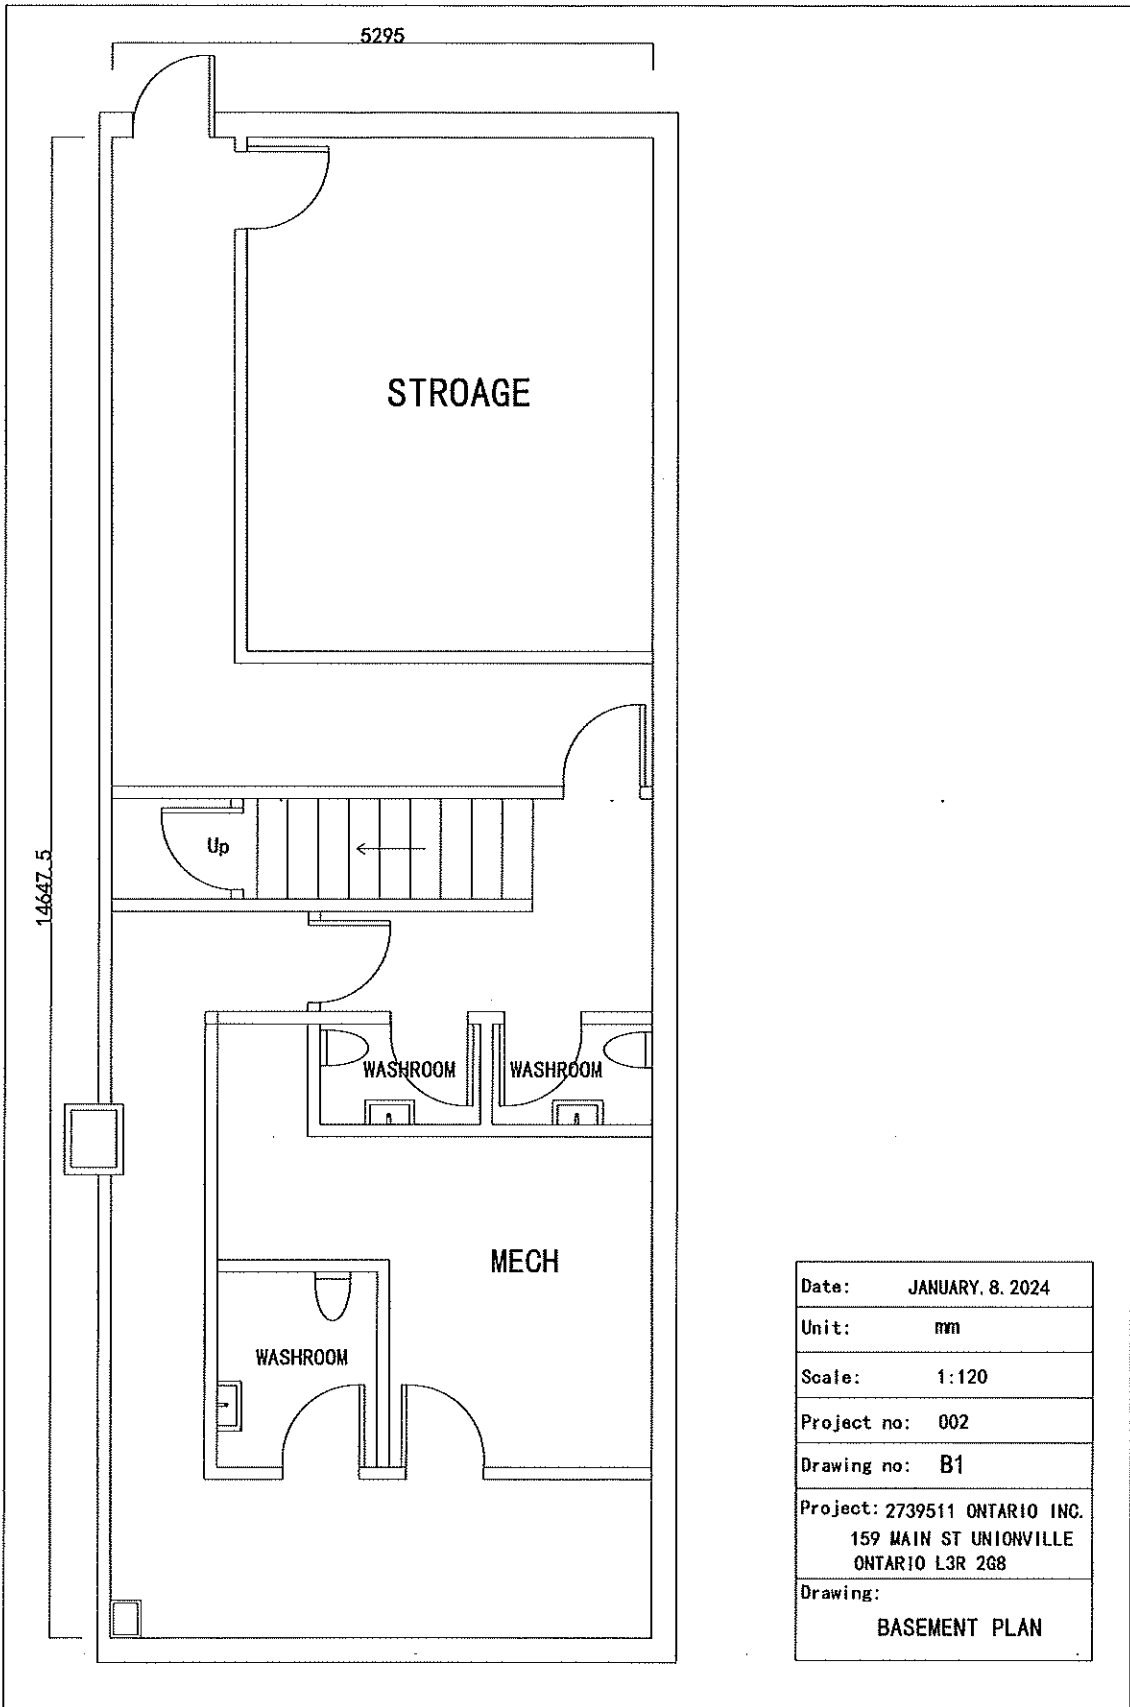 5295
STROAGE
Up
14647.5
WASHROOM WASHROOM
MECH
WASHROOM
Date: JANUARY. 8. 2024
Unit: mm
Scale: 1:120
Project no: 002
Drawing no: B1
Project: 2739511 ONTARIO INC.
159 MAIN ST UNIONVILLE
ONTARIO L3R 2G8
Drawing:
BASEMENT PLAN